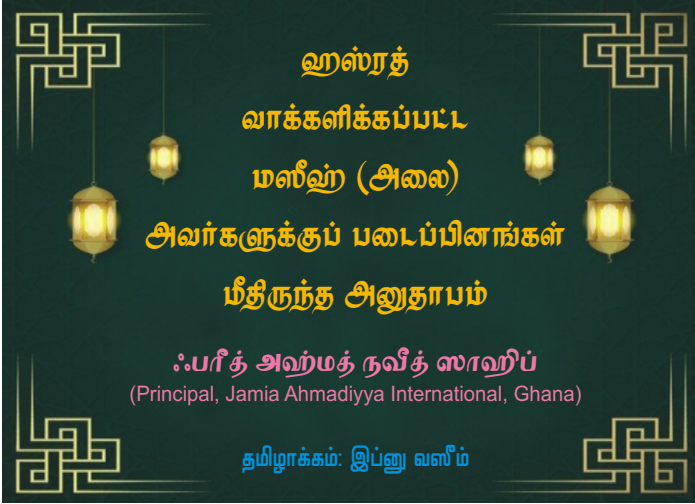 ஹஸ்ரத்
வாக்களிக்கப்பட்ட
மஸீஹ் (அலை)
அவர்களுக்குப் படைப்பினங்கள்
மீதிருந்த அனுதாபம்
ஃபரீத் அஹ்மத் நவீத் ஸாஹிப்
(Principal, Jamia Ahmadiyya International, Ghana)
தமிழாக்கம்: இப்னு வஸீம்